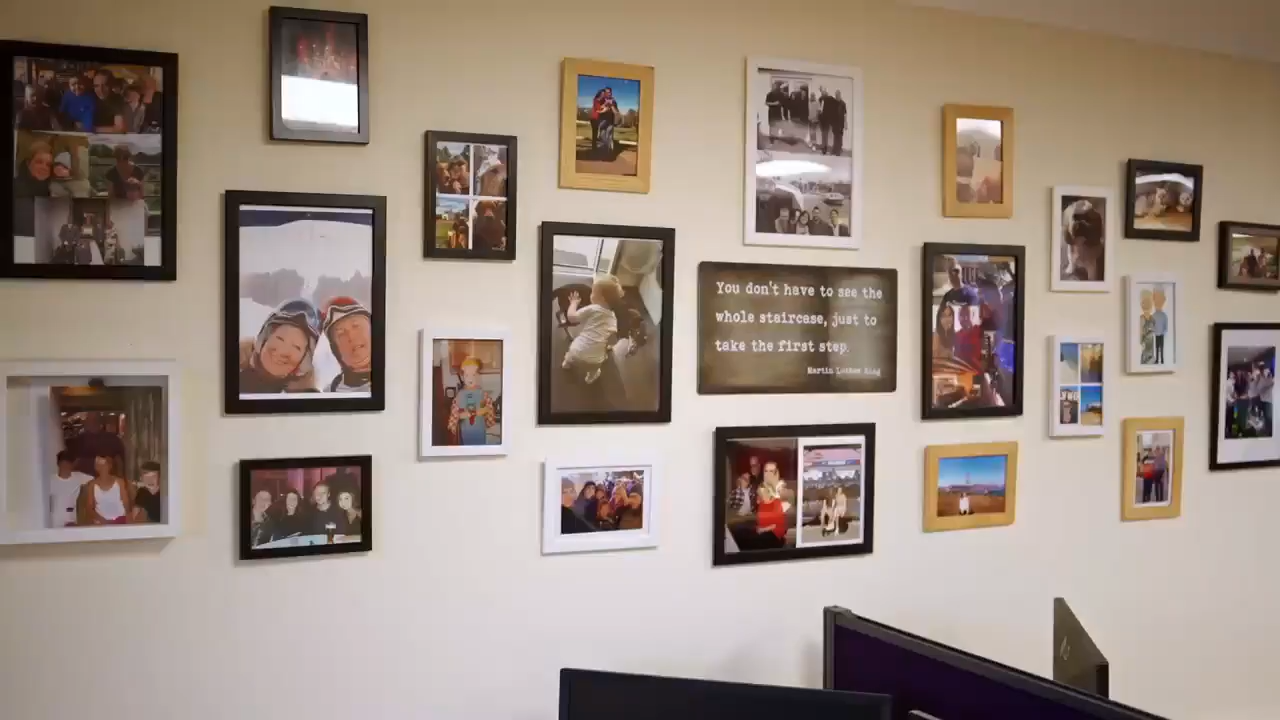 You don't have to see the
whole staircase, just to
take the first step.
Martin Luther King